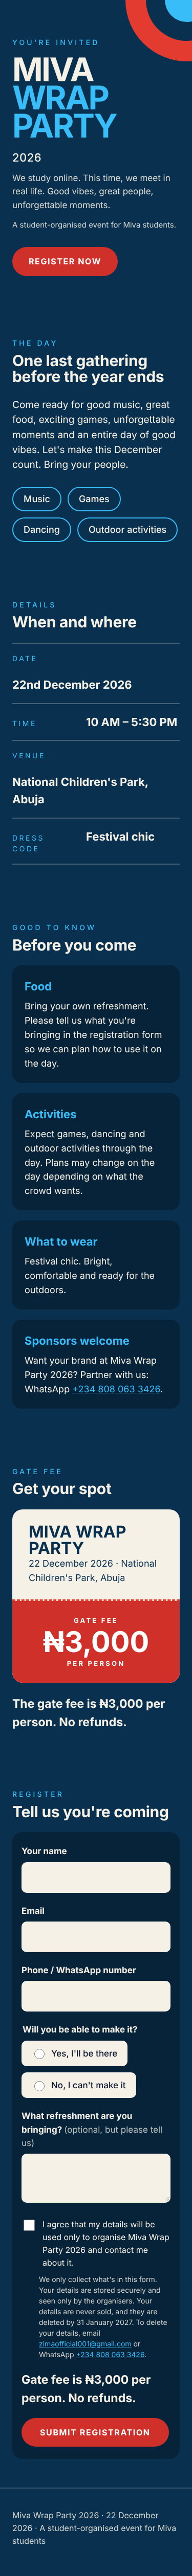 YOU'RE INVITED
MIVA
WRAP
PARTY
2026
We study online. This time, we meet in
real life. Good vibes, great people,
unforgettable moments.
A student-organised event for Miva students.
REGISTER NOW
THE DAY
One last gathering
before the year ends
Come ready for good music, great
food, exciting games, unforgettable
moments and an entire day of good
vibes. Let's make this December
count. Bring your people.
Music
Games
Dancing
Outdoor activities
DETAILS
When and where
DATE
22nd December 2026
TIME
10 AM – 5:30 PM
VENUE
National Children's Park,
Abuja
DRESS
CODE
Festival chic
GOOD TO KNOW
Before you come
Food
Bring your own refreshment.
Please tell us what you're
bringing in the registration form
so we can plan how to use it on
the day.
Activities
Expect games, dancing and
outdoor activities through the
day. Plans may change on the
day depending on what the
crowd wants.
What to wear
Festival chic. Bright,
comfortable and ready for the
outdoors.
Sponsors welcome
Want your brand at Miva Wrap
Party 2026? Partner with us:
WhatsApp +234 808 063 3426.
GATE FEE
Get your spot
MIVA WRAP
PARTY
22 December 2026 · National
Children's Park, Abuja
GATE FEE
₦3,000
PER PERSON
The gate fee is ₦3,000 per
person. No refunds.
REGISTER
Tell us you're coming
Your name
Email
Phone / WhatsApp number
Will you be able to make it?
Yes, I'll be there
No, I can't make it
What refreshment are you
bringing? (optional, but please tell
us)
I agree that my details will be
used only to organise Miva Wrap
Party 2026 and contact me
about it.
We only collect what's in this form.
Your details are stored securely and
seen only by the organisers. Your
details are never sold, and they are
deleted by 31 January 2027. To delete
your details, email
zimaofficial001@gmail.com or
WhatsApp +234 808 063 3426.
Gate fee is ₦3,000 per
person. No refunds.
SUBMIT REGISTRATION
Miva Wrap Party 2026 · 22 December
2026 · A student-organised event for Miva
students